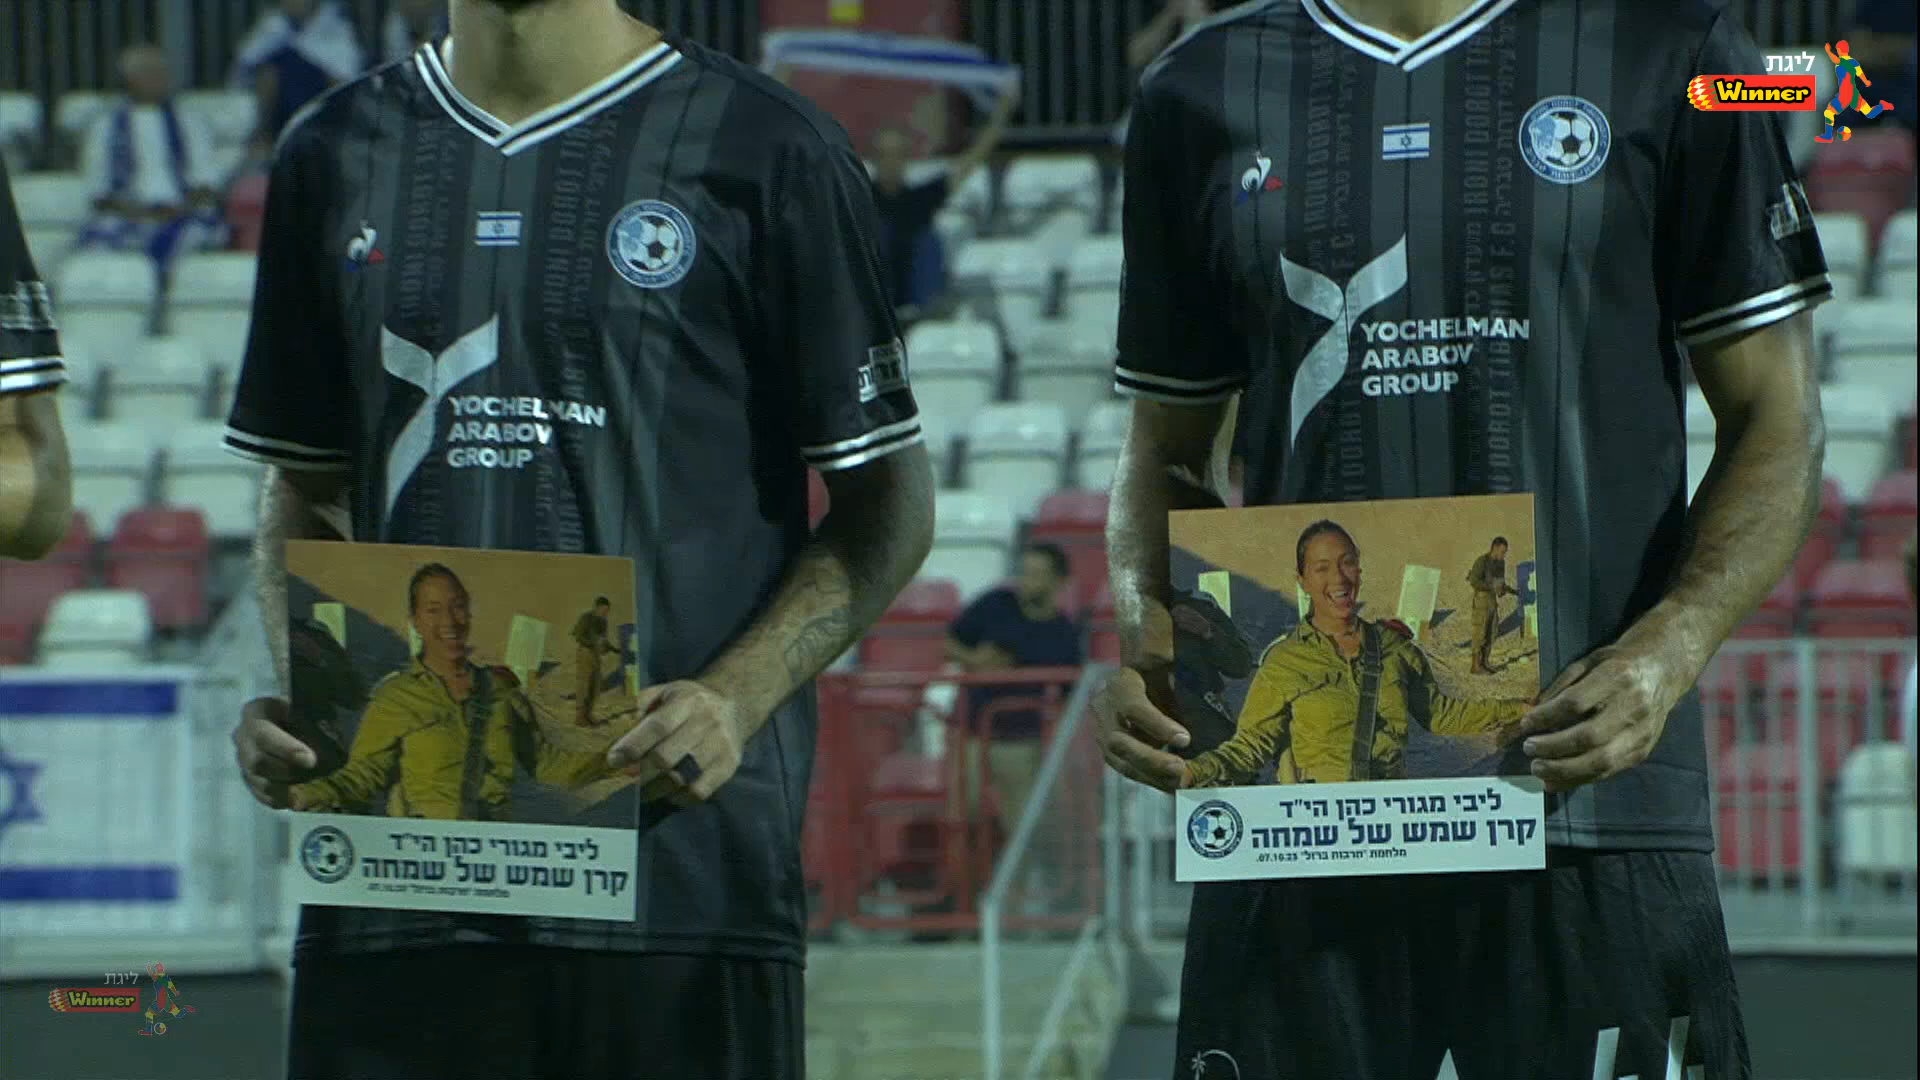 ליגת
Winner
YOCHELMAN
ARABOV
GROUP
YOCHELMAN
ARABOV
GROUP
ליבי מגורי כהן הי״ד
קרן שמש של שמחה
ליבי מגורי כהן הי״ד
קרן שמש של שמחה
מלחמת "חרבות ברזל" 07.10.23.
ליגת
Winner